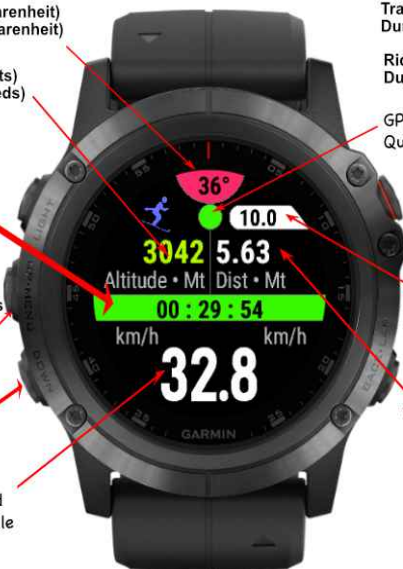 arenheit)
arenheit)
Tra
Du
ts)
eds)
Ric
Du
GP
Qu
36°
10.0
3042 5.63
Altitude • Mt Dist • Mt
LIGHT
00 : 29 : 54
s
km/h km/h
32.8
DOWN
GARMIN
d
le